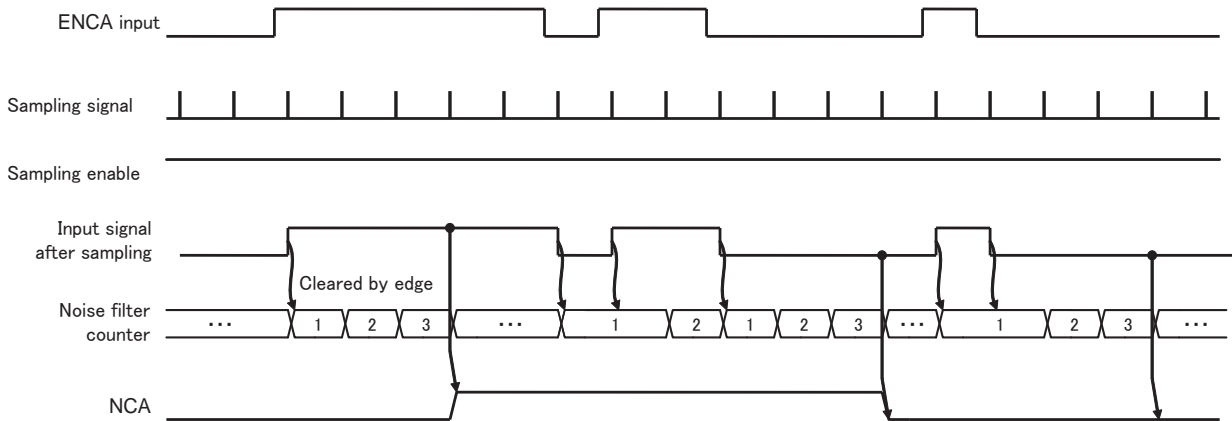 ENCA input
Sampling signal
Sampling enable
Input signal
after sampling
Cleared by edge
Noise filter
counter
··· 1 2 3 ··· 1 2 1 2 3 ··· 1 2 3 ···
NCA